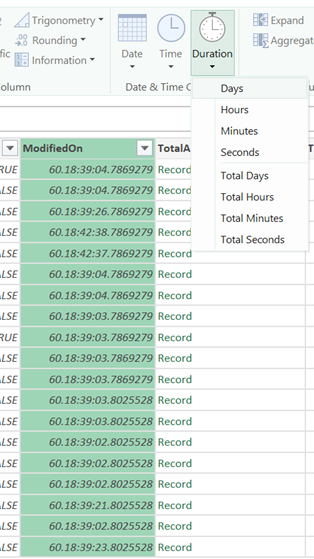 Trigonometry
Rounding
fic
Information
Date
Time
Duration
Expand
Aggregat
olumn
Date & Time C
Days
Hours
Minutes
Seconds
Total Days
Total Hours
Total Minutes
Total Seconds
ModifiedOn TotalA T
RUE 60.18:39:04.7869279 Record
ALSE 60.18:39:04.7869279 Record
ALSE 60.18:39:26.7869279 Record
ALSE 60.18:42:38.7869279 Record
ALSE 60.18:42:37.7869279 Record
ALSE 60.18:39:04.7869279 Record
ALSE 60.18:39:04.7869279 Record
ALSE 60.18:39:03.7869279 Record
RUE 60.18:39:03.7869279 Record
ALSE 60.18:39:03.7869279 Record
ALSE 60.18:39:03.7869279 Record
ALSE 60.18:39:03.8025528 Record
ALSE 60.18:39:03.8025528 Record
ALSE 60.18:39:02.8025528 Record
ALSE 60.18:39:02.8025528 Record
ALSE 60.18:39:02.8025528 Record
ALSE 60.18:39:21.8025528 Record
ALSE 60.18:39:02.8025528 Record
ALSE 60.18:39:23.8025528 Record